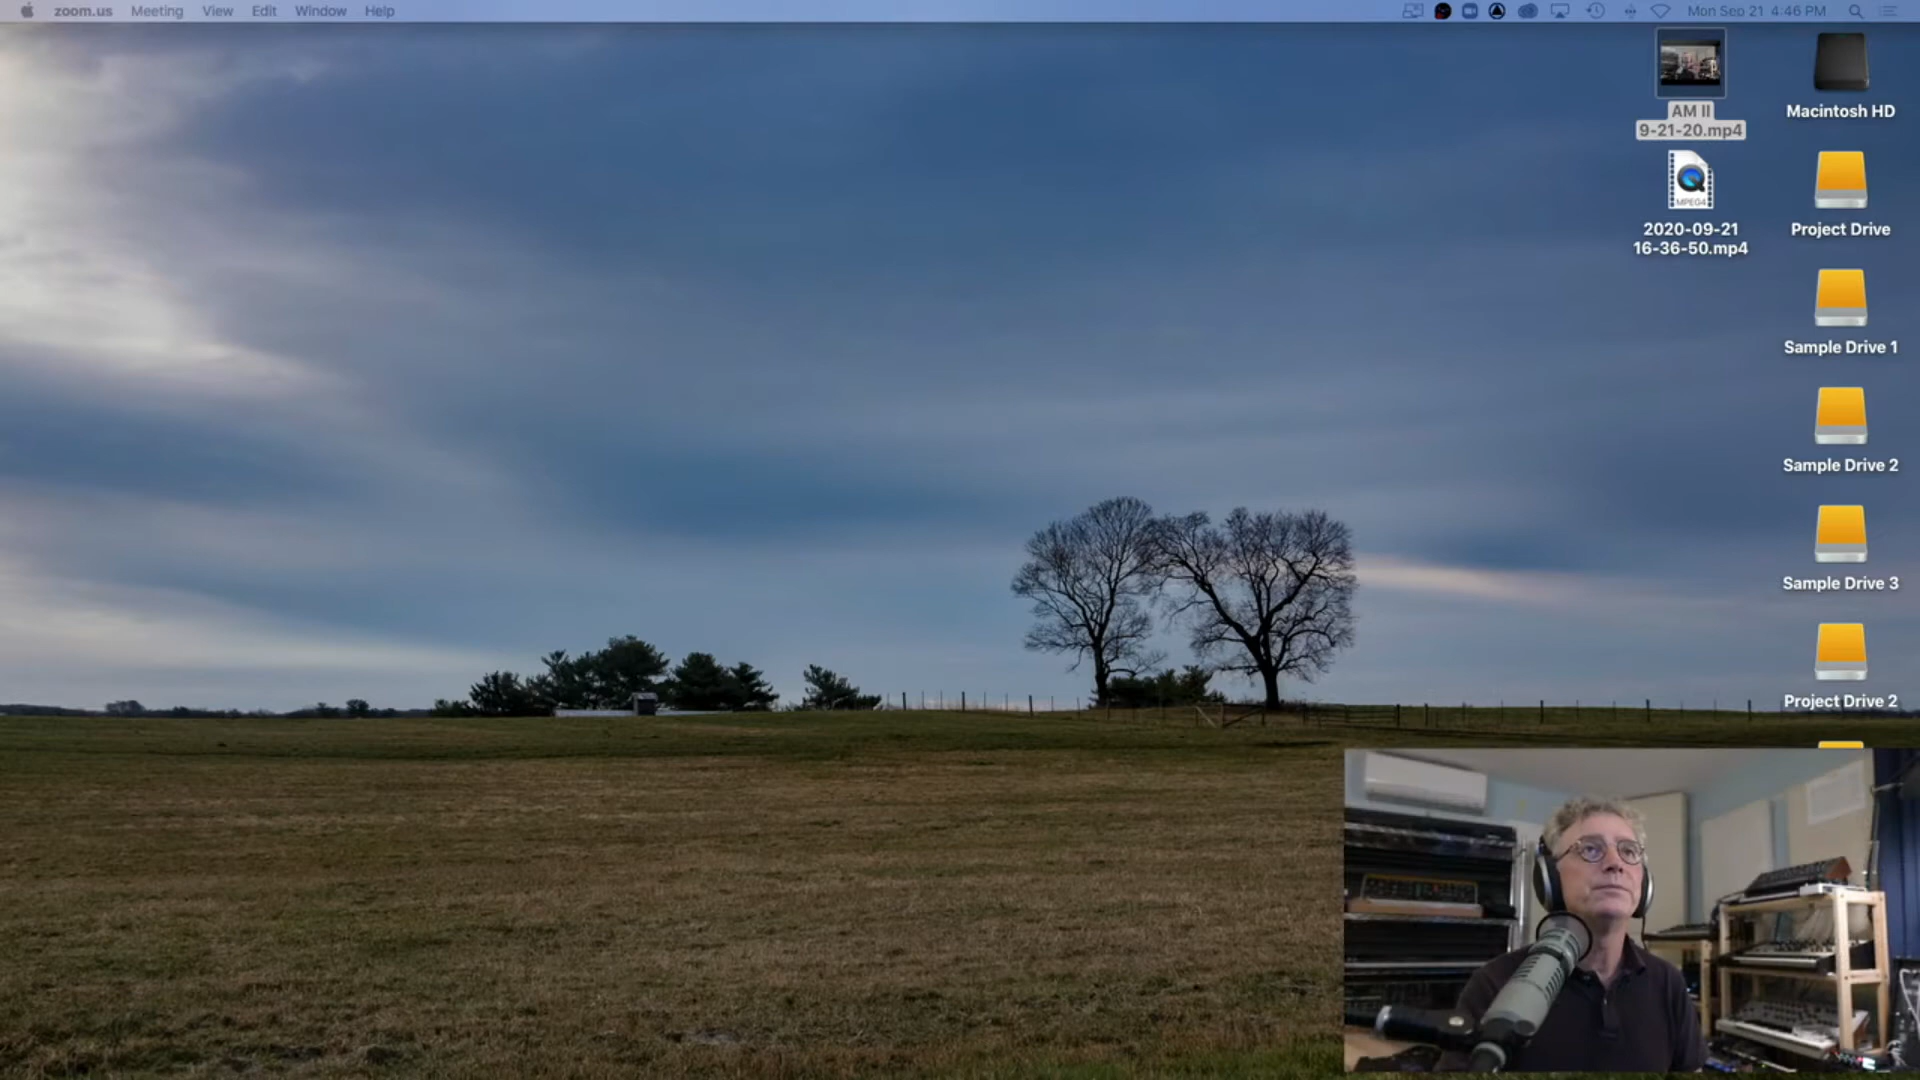 zoom.us Meeting View Edit Window Help Mon Sep 21 4:46 PM
AM II
9-21-20.mp4
Macintosh HD
MPEG4
2020-09-21
16-36-50.mp4
Project Drive
Sample Drive 1
Sample Drive 2
Sample Drive 3
Project Drive 2